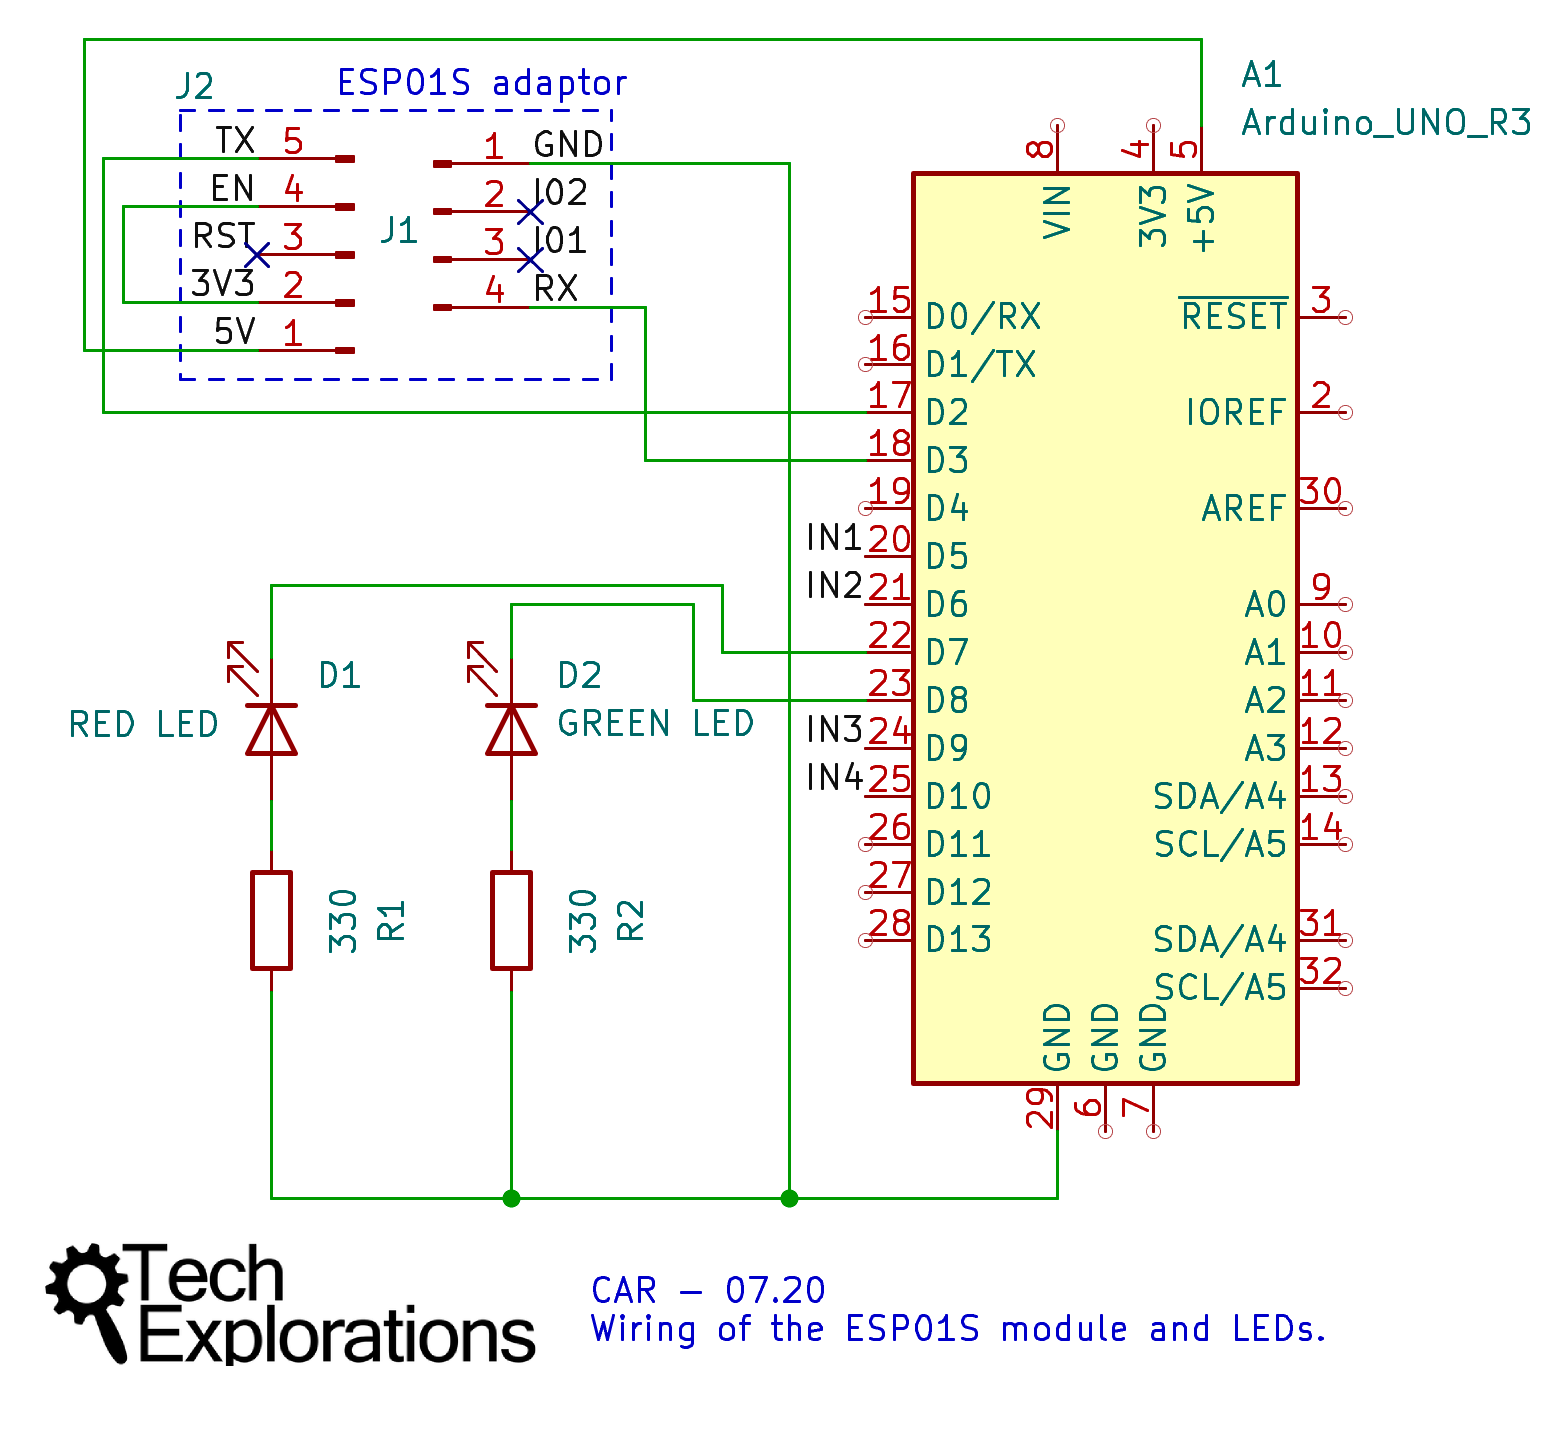 A1
Arduino_UNO_R3
J2
ESP01S adaptor
TX 5
EN 4
RST 3
3V3 2
5V 1
J1
1 GND
2 IO2
3 IO1
4 RX
8 VIN
4 3V3
5 +5V
15 D0/RX
16 D1/TX
17 D2
18 D3
19 D4
IN1 20 D5
IN2 21 D6
22 D7
23 D8
IN3 24 D9
IN4 25 D10
26 D11
27 D12
28 D13
RESET 3
IOREF 2
AREF 30
A0 9
A1 10
A2 11
A3 12
SDA/A4 13
SCL/A5 14
SDA/A4 31
SCL/A5 32
GND 29
GND 6
GND 7
D1
RED LED
D2
GREEN LED
330
R1
330
R2
Tech
Explorations
CAR – 07.20
Wiring of the ESP01S module and LEDs.